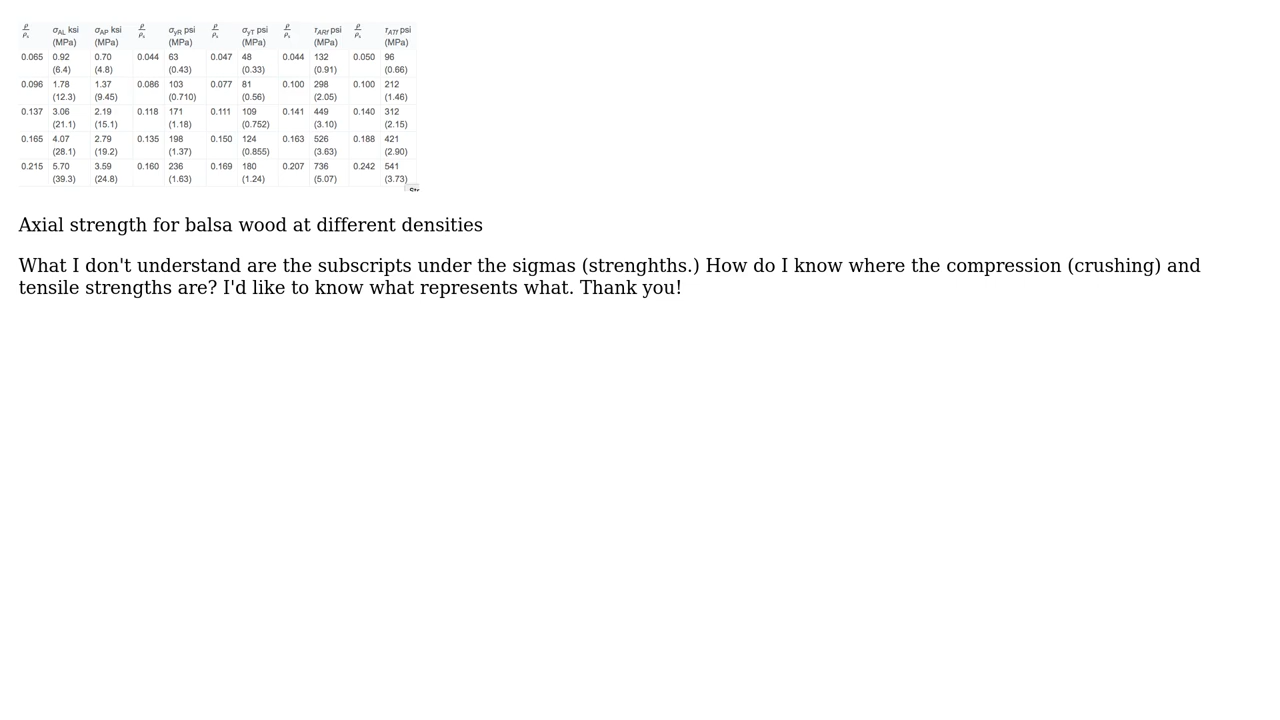 ρ/ρs σAL ksi (MPa) σAP ksi (MPa) ρ/ρs σyR psi (MPa) ρ/ρs σyT psi (MPa) ρ/ρs τARf psi (MPa) ρ/ρs τATf psi (MPa)
0.065 0.92 (6.4) 0.70 (4.8) 0.044 63 (0.43) 0.047 48 (0.33) 0.044 132 (0.91) 0.050 96 (0.66)
0.096 1.78 (12.3) 1.37 (9.45) 0.086 103 (0.710) 0.077 81 (0.56) 0.100 298 (2.05) 0.100 212 (1.46)
0.137 3.06 (21.1) 2.19 (15.1) 0.118 171 (1.18) 0.111 109 (0.752) 0.141 449 (3.10) 0.140 312 (2.15)
0.165 4.07 (28.1) 2.79 (19.2) 0.135 198 (1.37) 0.150 124 (0.855) 0.163 526 (3.63) 0.188 421 (2.90)
0.215 5.70 (39.3) 3.59 (24.8) 0.160 236 (1.63) 0.169 180 (1.24) 0.207 736 (5.07) 0.242 541 (3.73)
Axial strength for balsa wood at different densities
What I don't understand are the subscripts under the sigmas (strenghths.) How do I know where the compression (crushing) and
tensile strengths are? I'd like to know what represents what. Thank you!